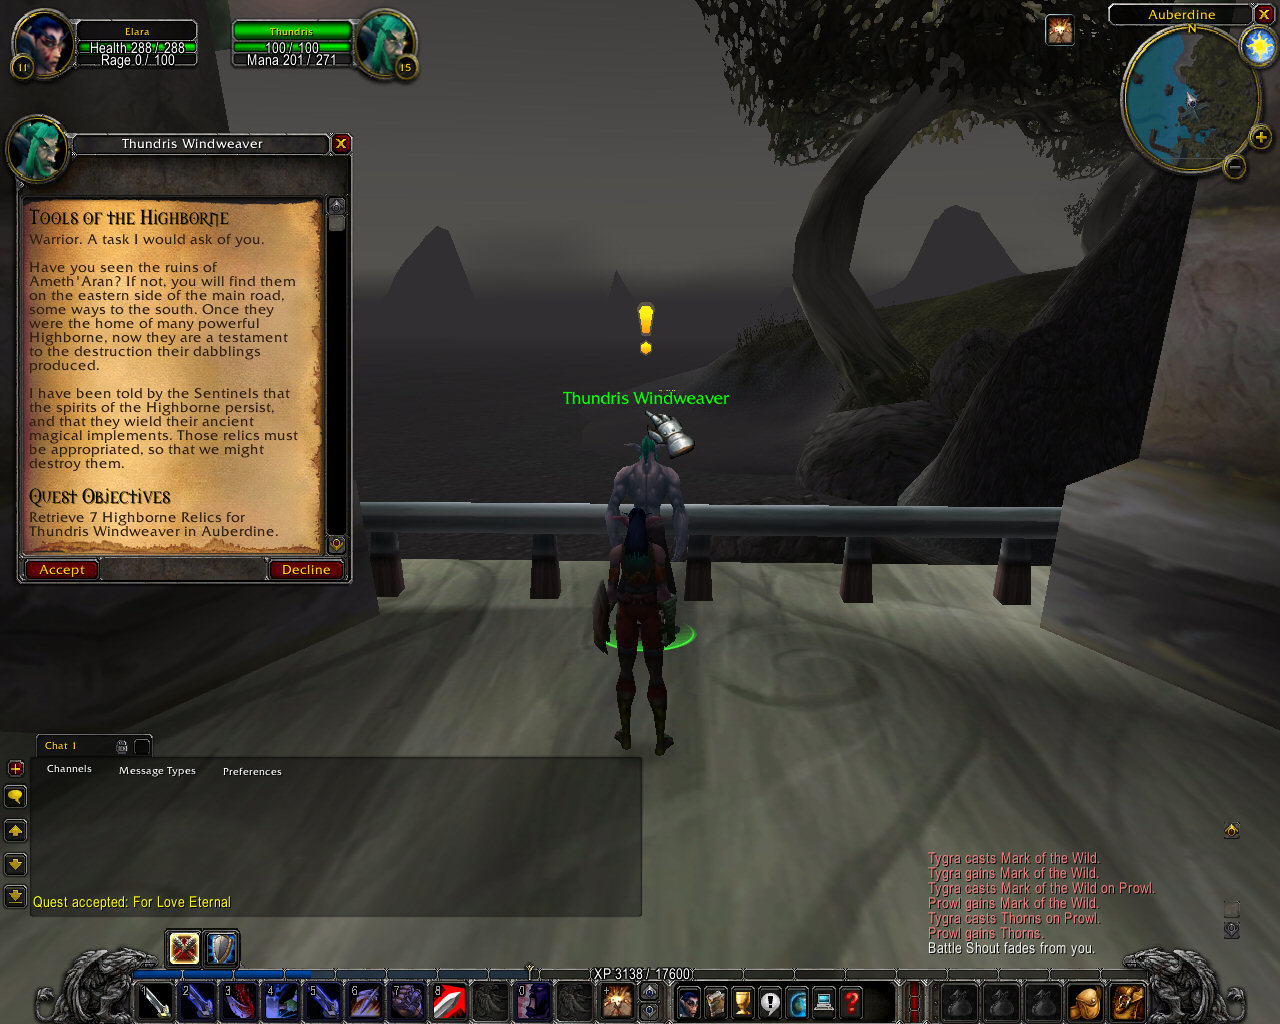 Elara
Health 288 / 288
Rage 0 / 100
11
Thundris
100 / 100
Mana 201 / 271
15
Auberdine
N
Thundris Windweaver
Tools of the Highborne
Warrior. A task I would ask of you.
Have you seen the ruins of
Ameth'Aran? If not, you will find them
on the eastern side of the main road,
some ways to the south. Once they
were the home of many powerful
Highborne, now they are a testament
to the destruction their dabblings
produced.
I have been told by the Sentinels that
the spirits of the Highborne persist,
and that they wield their ancient
magical implements. Those relics must
be appropriated, so that we might
destroy them.
Quest Objectives
Retrieve 7 Highborne Relics for
Thundris Windweaver in Auberdine.
Accept
Decline
Thundris Windweaver
Chat 1
Channels
Message Types
Preferences
Quest accepted: For Love Eternal
Tygra casts Mark of the Wild.
Tygra gains Mark of the Wild.
Tygra casts Mark of the Wild on Prowl.
Prowl gains Mark of the Wild.
Tygra casts Thorns on Prowl.
Prowl gains Thorns.
Battle Shout fades from you.
XP 3138 / 17600
1 2 3 4 5 6 7 8 0 +